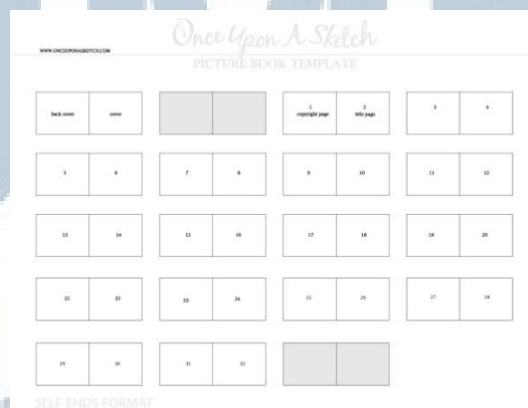 Once Upon A Sketch
WWW.ONCEUPONASKETCH.COM
PICTURE BOOK TEMPLATE
back cover cover
1 2 3 4
copyright page title page
5 6 7 8 9 10 11 12
13 14 15 16 17 18 19 20
21 22 23 24 25 26 27 28
29 30 31 32
SELF ENDS FORMAT